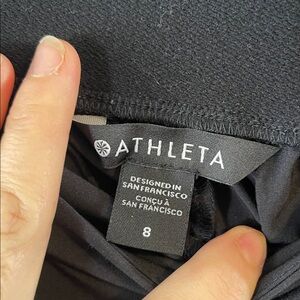 ATHLETA
DESIGNED IN
SAN FRANCISCO
CONÇU À
SAN FRANCISCO
8